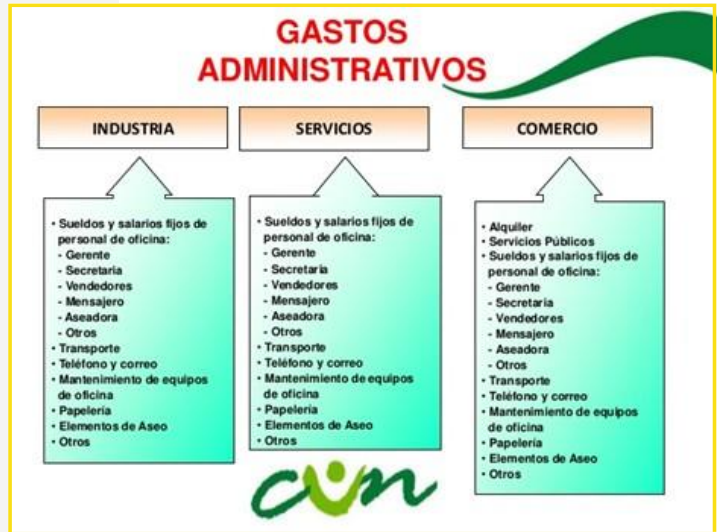 GASTOS
ADMINISTRATIVOS
INDUSTRIA
• Sueldos y salarios fijos de
personal de oficina:
- Gerente
- Secretaria
- Vendedores
- Mensajero
- Aseadora
- Otros
• Transporte
• Teléfono y correo
• Mantenimiento de equipos
de oficina
• Papelería
• Elementos de Aseo
• Otros
SERVICIOS
• Sueldos y salarios fijos de
personal de oficina:
- Gerente
- Secretaria
- Vendedores
- Mensajero
- Aseadora
- Otros
• Transporte
• Teléfono y correo
• Mantenimiento de equipos
de oficina
• Papelería
• Elementos de Aseo
• Otros
COMERCIO
• Alquiler
• Servicios Públicos
• Sueldos y salarios fijos de
personal de oficina:
- Gerente
- Secretaria
- Vendedores
- Mensajero
- Aseadora
- Otros
• Transporte
• Teléfono y correo
• Mantenimiento de equipos
de oficina
• Papelería
• Elementos de Aseo
• Otros
cun